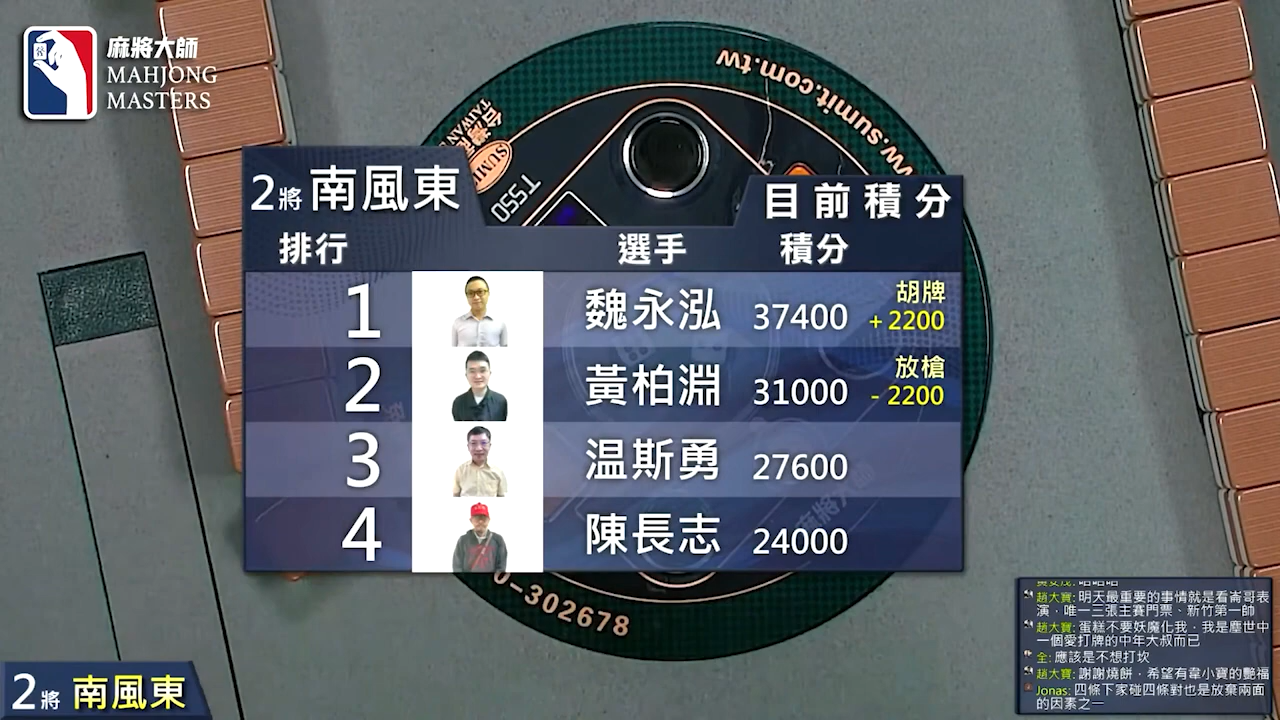 麻將大師
MAHJONG
MASTERS
www.sumit.com.tw
TSSO
2將 南風東
目前積分
排行 選手 積分
1 魏永泓 37400 胡牌 +2200
2 黃柏淵 31000 放槍 - 2200
3 温斯勇 27600
4 陳長志 24000
0-302678
趙大寶: 明天最重要的事情就是看崙哥表
演，唯一三張主賽門票、新竹第一帥
趙大寶: 蛋糕不要妖魔化我，我是塵世中
一個愛打牌的中年大叔而已
全: 應該是不想打坎
趙大寶: 謝謝燒餅，希望有韋小寶的艷福
Jonas: 四條下家碰四條對也是放棄兩面
的因素之一
2將 南風東